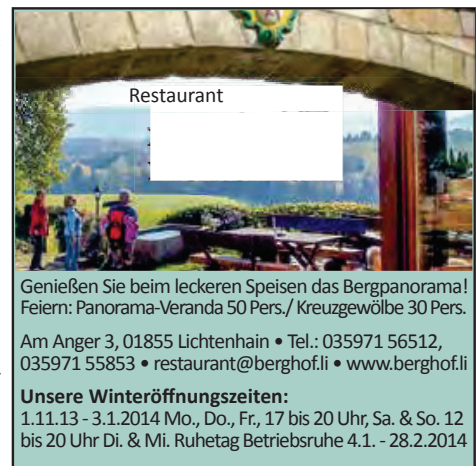 Restaurant
Genießen Sie beim leckeren Speisen das Bergpanorama!
Feiern: Panorama-Veranda 50 Pers./ Kreuzgewölbe 30 Pers.
Am Anger 3, 01855 Lichtenhain • Tel.: 035971 56512,
035971 55853 • restaurant@berghof.li • www.berghof.li
Unsere Winteröffnungszeiten:
1.11.13 - 3.1.2014 Mo., Do., Fr., 17 bis 20 Uhr, Sa. & So. 12
bis 20 Uhr Di. & Mi. Ruhetag Betriebsruhe 4.1. - 28.2.2014